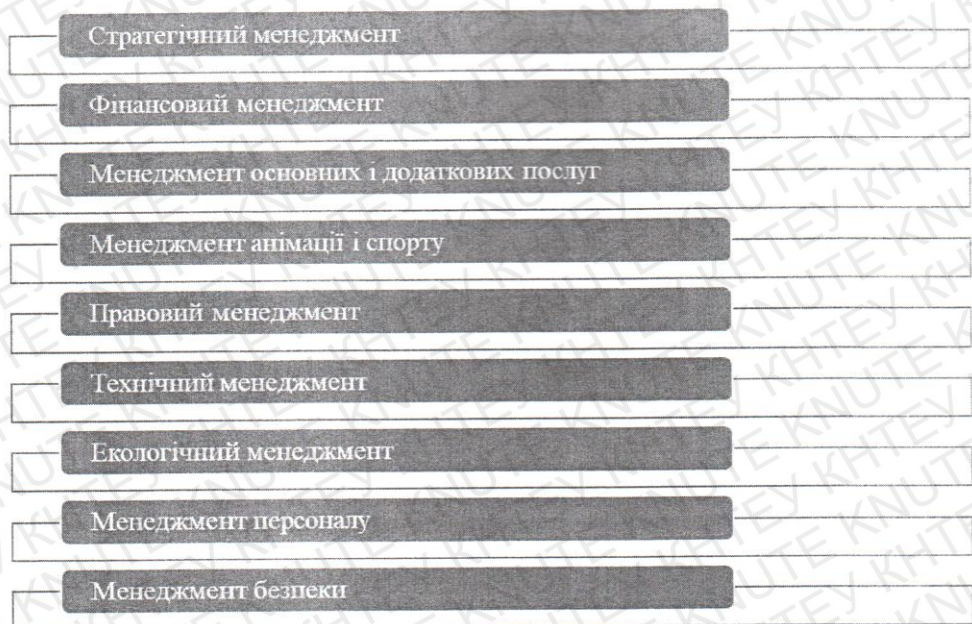 Стратегічний менеджмент
Фінансовий менеджмент
Менеджмент основних і додаткових послуг
Менеджмент анімації і спорту
Правовий менеджмент
Технічний менеджмент
Екологічний менеджмент
Менеджмент персоналу
Менеджмент безпеки